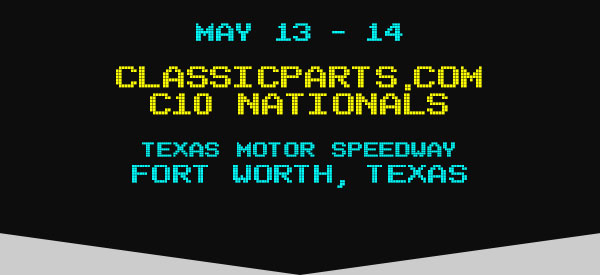 MAY 13 - 14
CLASSICPARTS.COM
C10 NATIONALS
TEXAS MOTOR SPEEDWAY
FORT WORTH, TEXAS